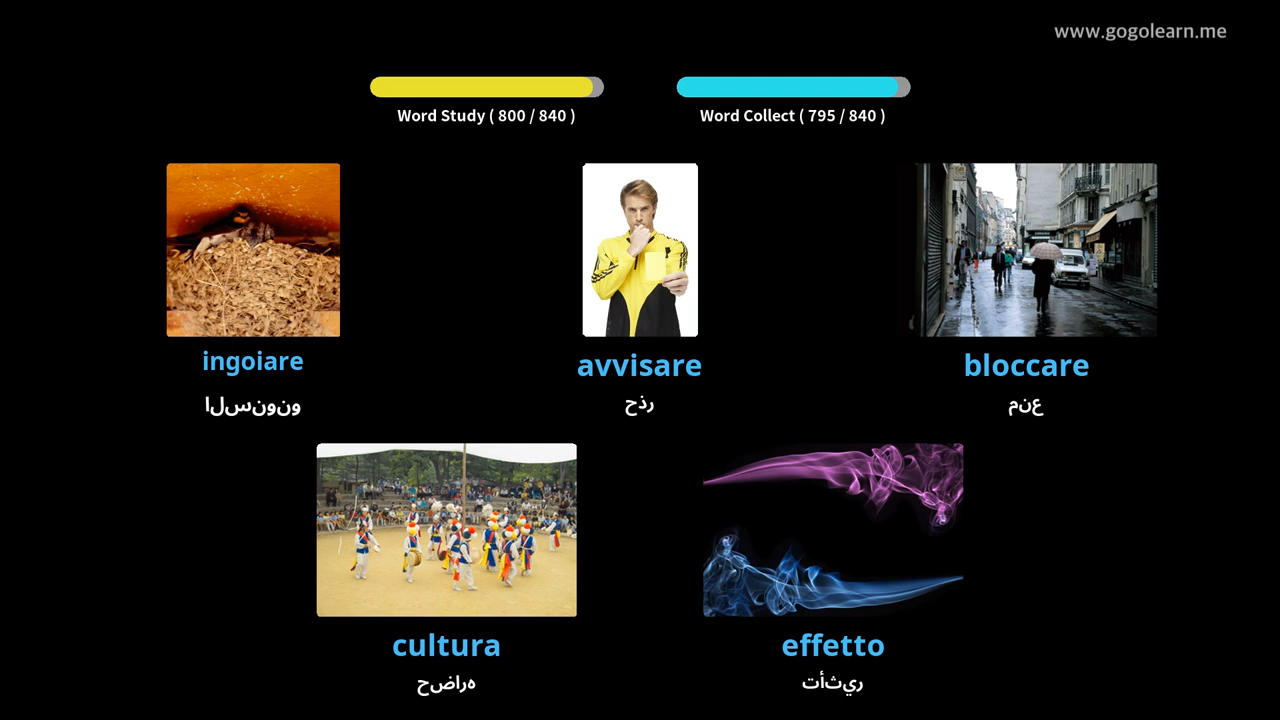 www.gogolearn.me
Word Study ( 800 / 840 )
Word Collect ( 795 / 840 )
ingoiare
السنونو
avvisare
حذر
bloccare
منع
cultura
حضاره
effetto
تأثير